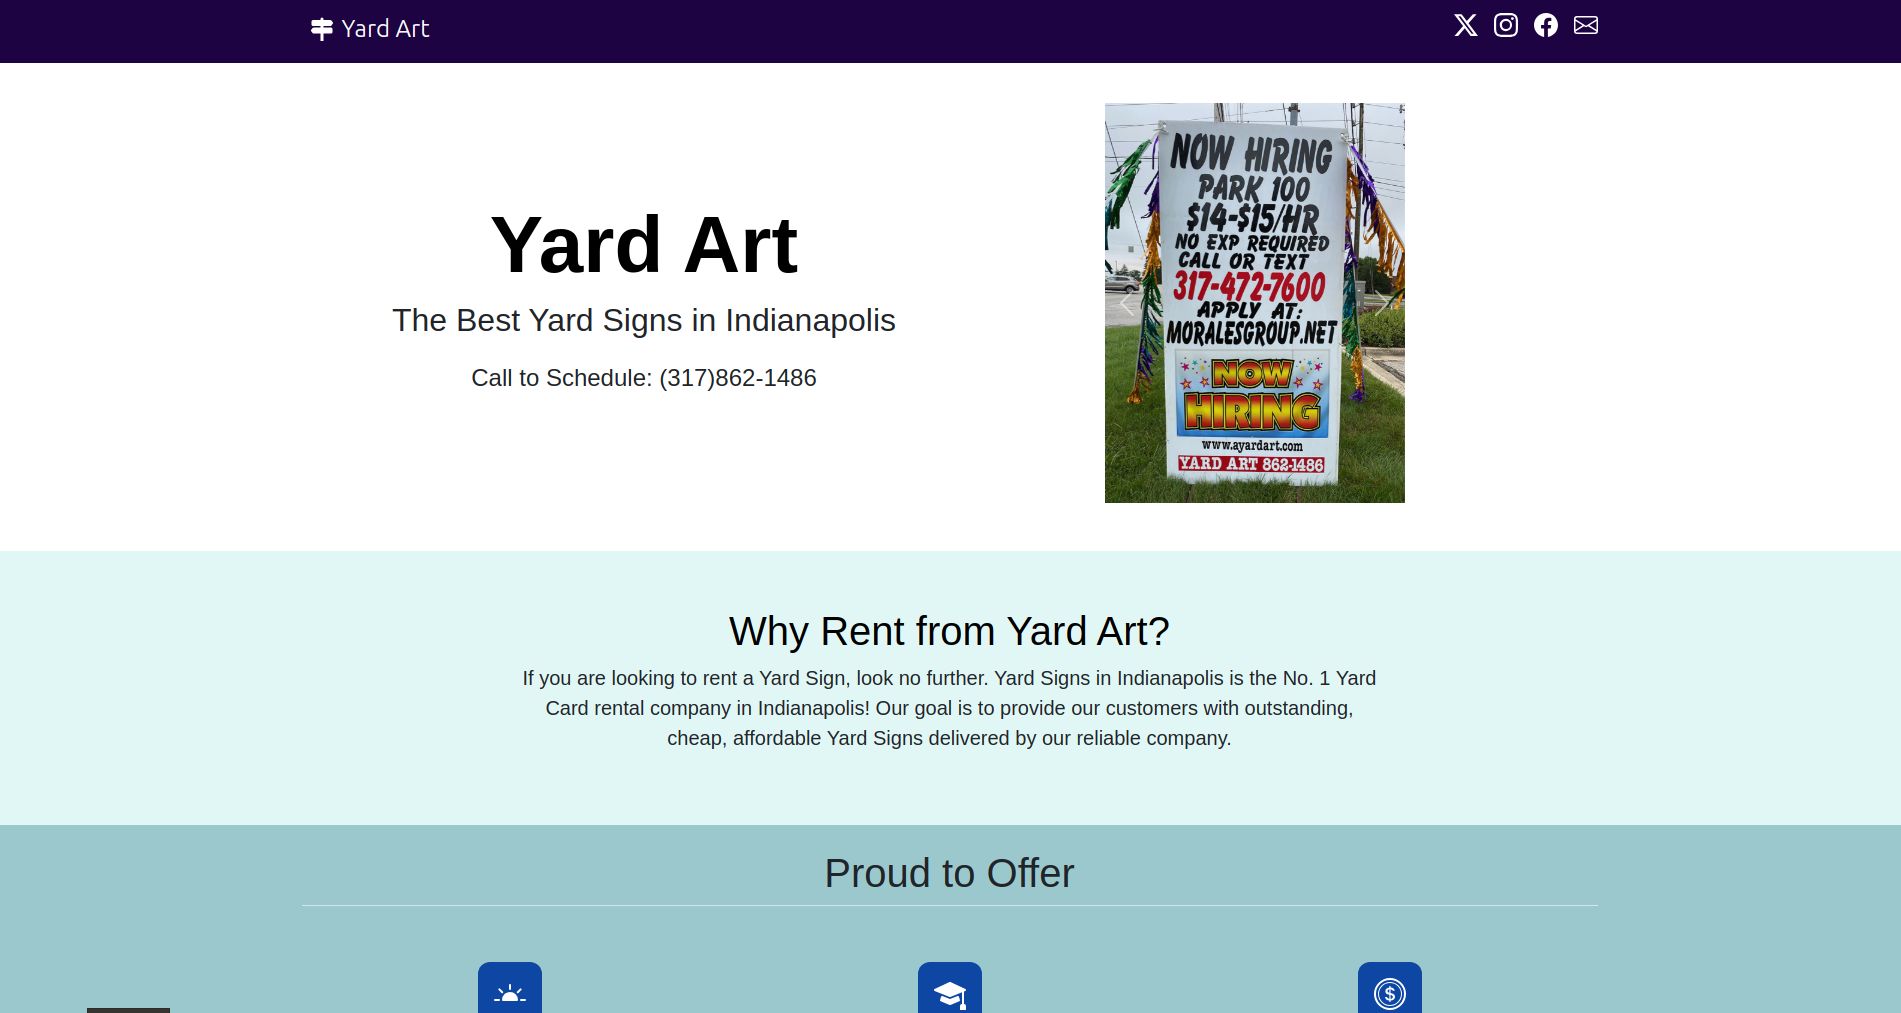 Yard Art
Yard Art
The Best Yard Signs in Indianapolis
Call to Schedule: (317)862-1486
NOW HIRING
PARK 100
$14-$15/HR
NO EXP REQUIRED
CALL OR TEXT
317-472-7600
APPLY AT:
MORALESGROUP.NET
NOW
HIRING
www.ayardart.com
YARD ART 862-1486
Why Rent from Yard Art?
If you are looking to rent a Yard Sign, look no further. Yard Signs in Indianapolis is the No. 1 Yard
Card rental company in Indianapolis! Our goal is to provide our customers with outstanding,
cheap, affordable Yard Signs delivered by our reliable company.
Proud to Offer